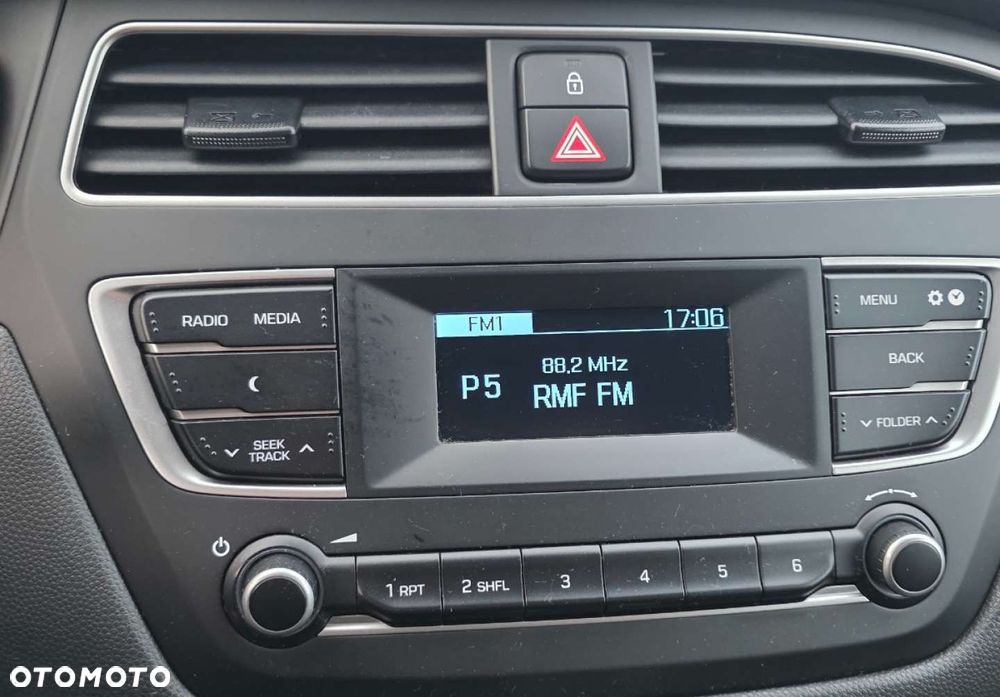 FM1 17:06
88.2 MHz
P5
RMF FM
RADIO MEDIA
SEEK
TRACK
MENU
BACK
FOLDER
1 RPT 2 SHFL 3 4 5 6
OTOMOTO